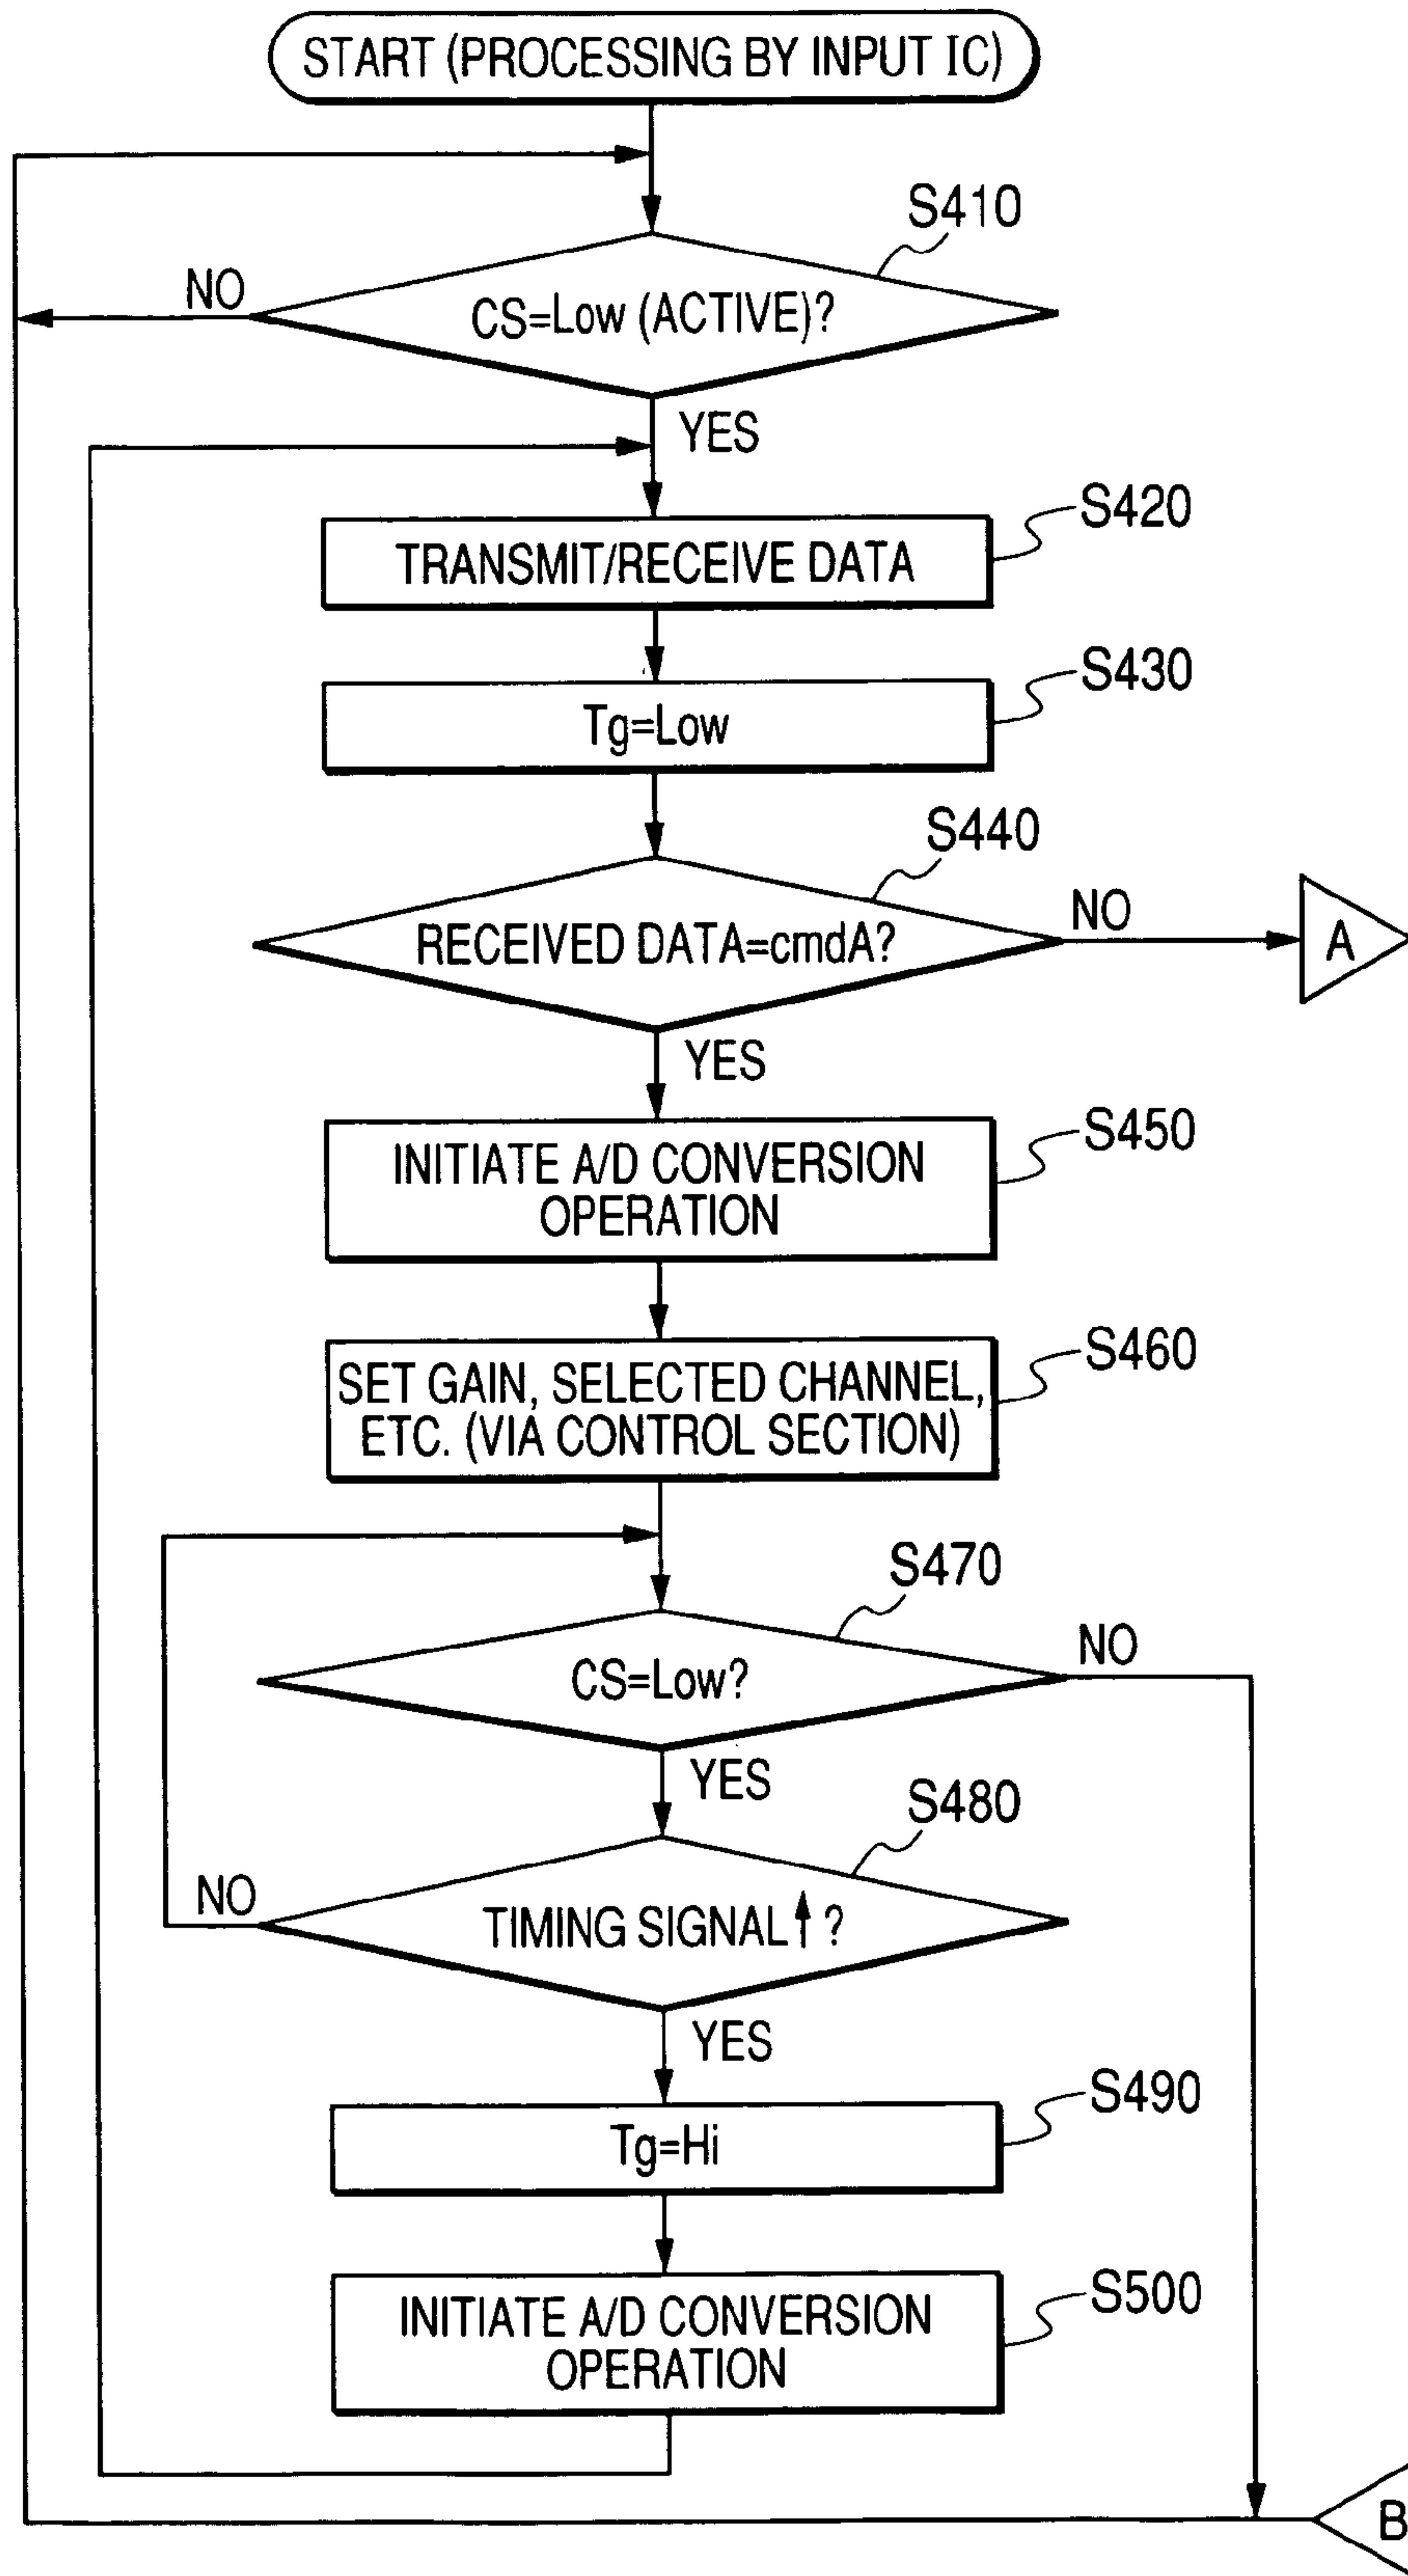 START (PROCESSING BY INPUT IC)
S410
NO
CS=Low (ACTIVE)?
YES
S420
TRANSMIT/RECEIVE DATA
S430
Tg=Low
S440
RECEIVED DATA=cmdA?
NO
A
YES
S450
INITIATE A/D CONVERSION
OPERATION
S460
SET GAIN, SELECTED CHANNEL,
ETC. (VIA CONTROL SECTION)
S470
CS=Low?
NO
YES
S480
NO
TIMING SIGNAL↑?
YES
S490
Tg=Hi
S500
INITIATE A/D CONVERSION
OPERATION
B